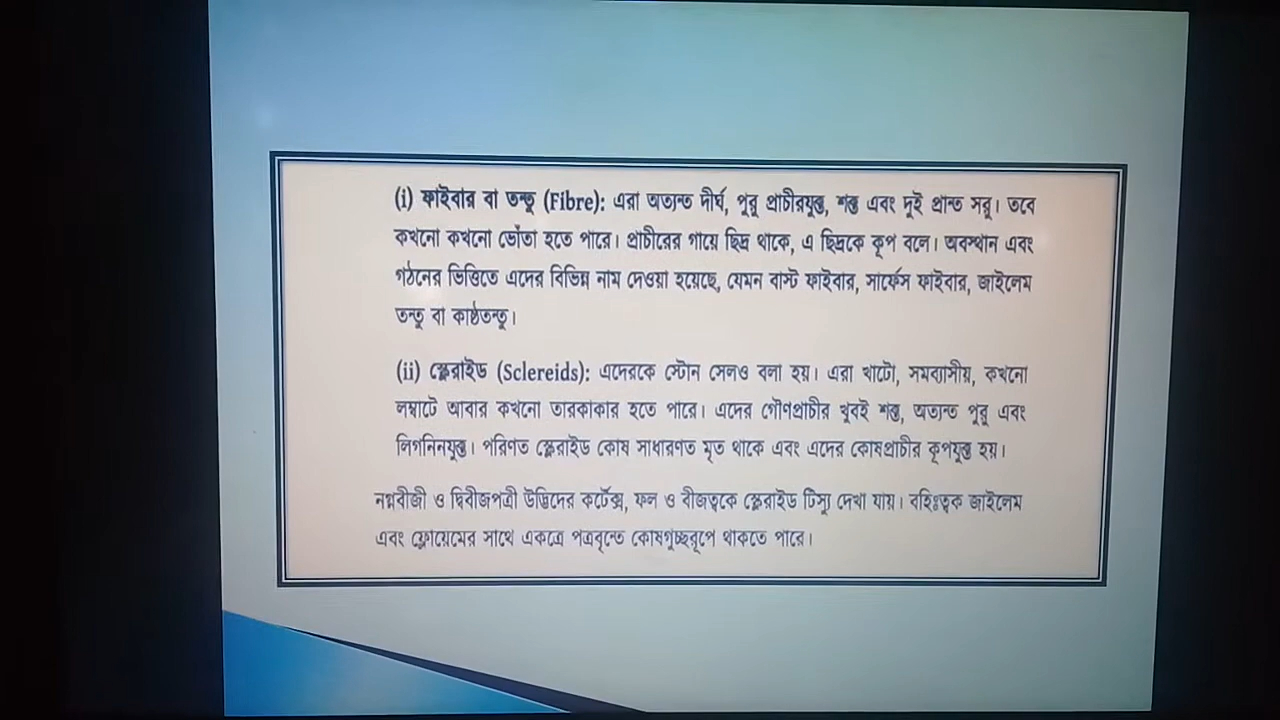 (i) ফাইবার বা তন্তু (Fibre): এরা অত্যন্ত দীর্ঘ, পুরু প্রাচীরযুক্ত, শক্ত এবং দুই প্রান্ত সরু। তবে
কখনো কখনো ভোঁতা হতে পারে। প্রাচীরের গায়ে ছিদ্র থাকে, এ ছিদ্রকে কূপ বলে। অবস্থান এবং
গঠনের ভিত্তিতে এদের বিভিন্ন নাম দেওয়া হয়েছে, যেমন বাস্ট ফাইবার, সার্ফেস ফাইবার, জাইলেম
তন্তু বা কাষ্ঠতন্তু।
(ii) স্ক্লেরাইড (Sclereids): এদেরকে স্টোন সেলও বলা হয়। এরা খাটো, সমব্যাসীয়, কখনো
লম্বাটে আবার কখনো তারকাকার হতে পারে। এদের গৌণপ্রাচীর খুবই শক্ত, অত্যন্ত পুরু এবং
লিগনিনযুক্ত। পরিণত স্ক্লেরাইড কোষ সাধারণত মৃত থাকে এবং এদের কোষপ্রাচীর কূপযুক্ত হয়।
নগ্নবীজী ও দ্বিবীজপত্রী উদ্ভিদের কর্টেক্স, ফল ও বীজত্বকে স্ক্লেরাইড টিস্যু দেখা যায়। বহিঃত্বক জাইলেম
এবং ফ্লোয়েমের সাথে একত্রে পত্রবৃন্তে কোষগুচ্ছরূপে থাকতে পারে।